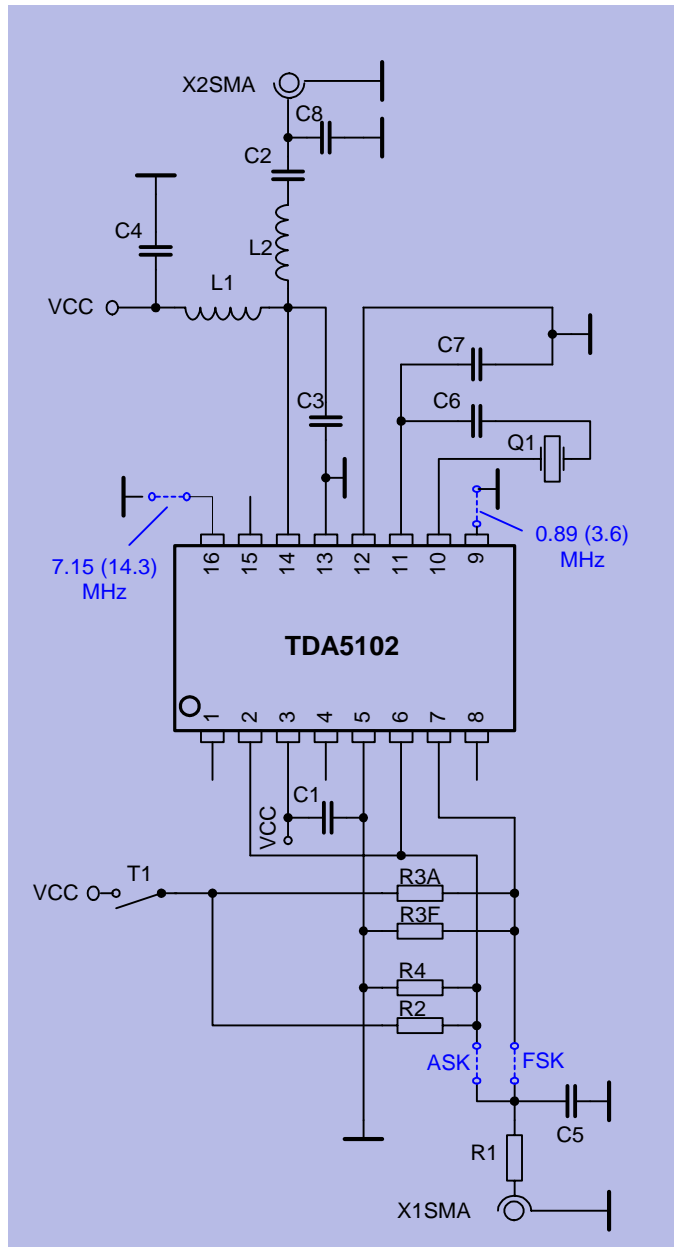 X2SMA
C8
C2
C4
L2
L1
VCC
C7
C3
C6
Q1
7.15 (14.3)
MHz
0.89 (3.6)
MHz
16 15 14 13 12 11 10 9
TDA5102
1 2 3 4 5 6 7 8
C1
VCC
T1
VCC
R3A
R3F
R4
R2
ASK
FSK
C5
R1
X1SMA